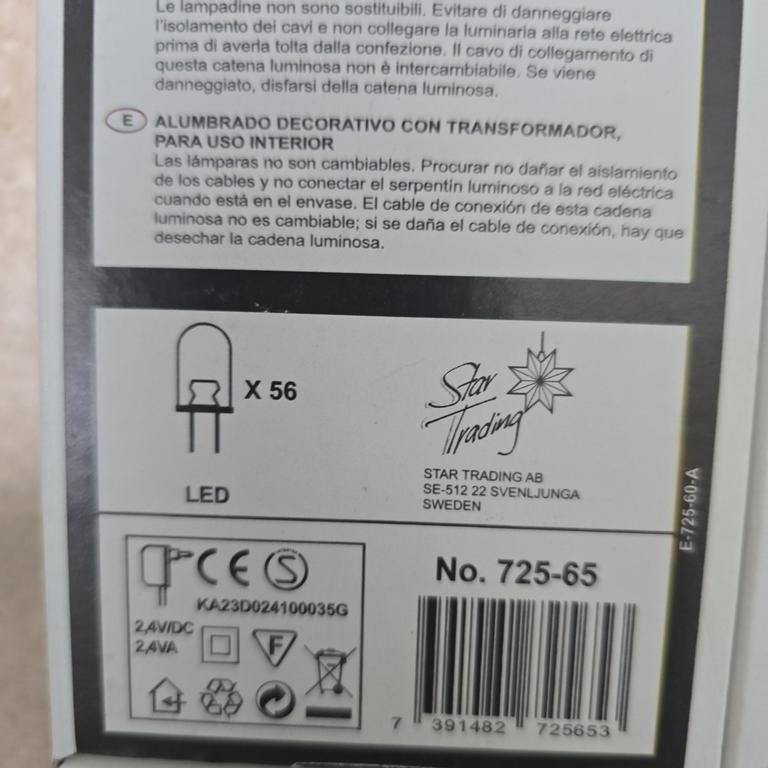 Le lampadine non sono sostituibili. Evitare di danneggiare
l'isolamento dei cavi e non collegare la luminaria alla rete elettrica
prima di averla tolta dalla confezione. Il cavo di collegamento di
questa catena luminosa non è intercambiabile. Se viene
danneggiato, disfarsi della catena luminosa.
E ALUMBRADO DECORATIVO CON TRANSFORMADOR,
PARA USO INTERIOR
Las lámparas no son cambiables. Procurar no dañar el aislamiento
de los cables y no conectar el serpentín luminoso a la red eléctrica
cuando está en el envase. El cable de conexión de esta cadena
luminosa no es cambiable; si se daña el cable de conexión, hay que
desechar la cadena luminosa.
X 56
LED
Star
Trading
STAR TRADING AB
SE-512 22 SVENLJUNGA
SWEDEN
E-725-60-A
CE S
KA23D024100035G
2,4V/DC
2,4VA
F
No. 725-65
7 391482 725653